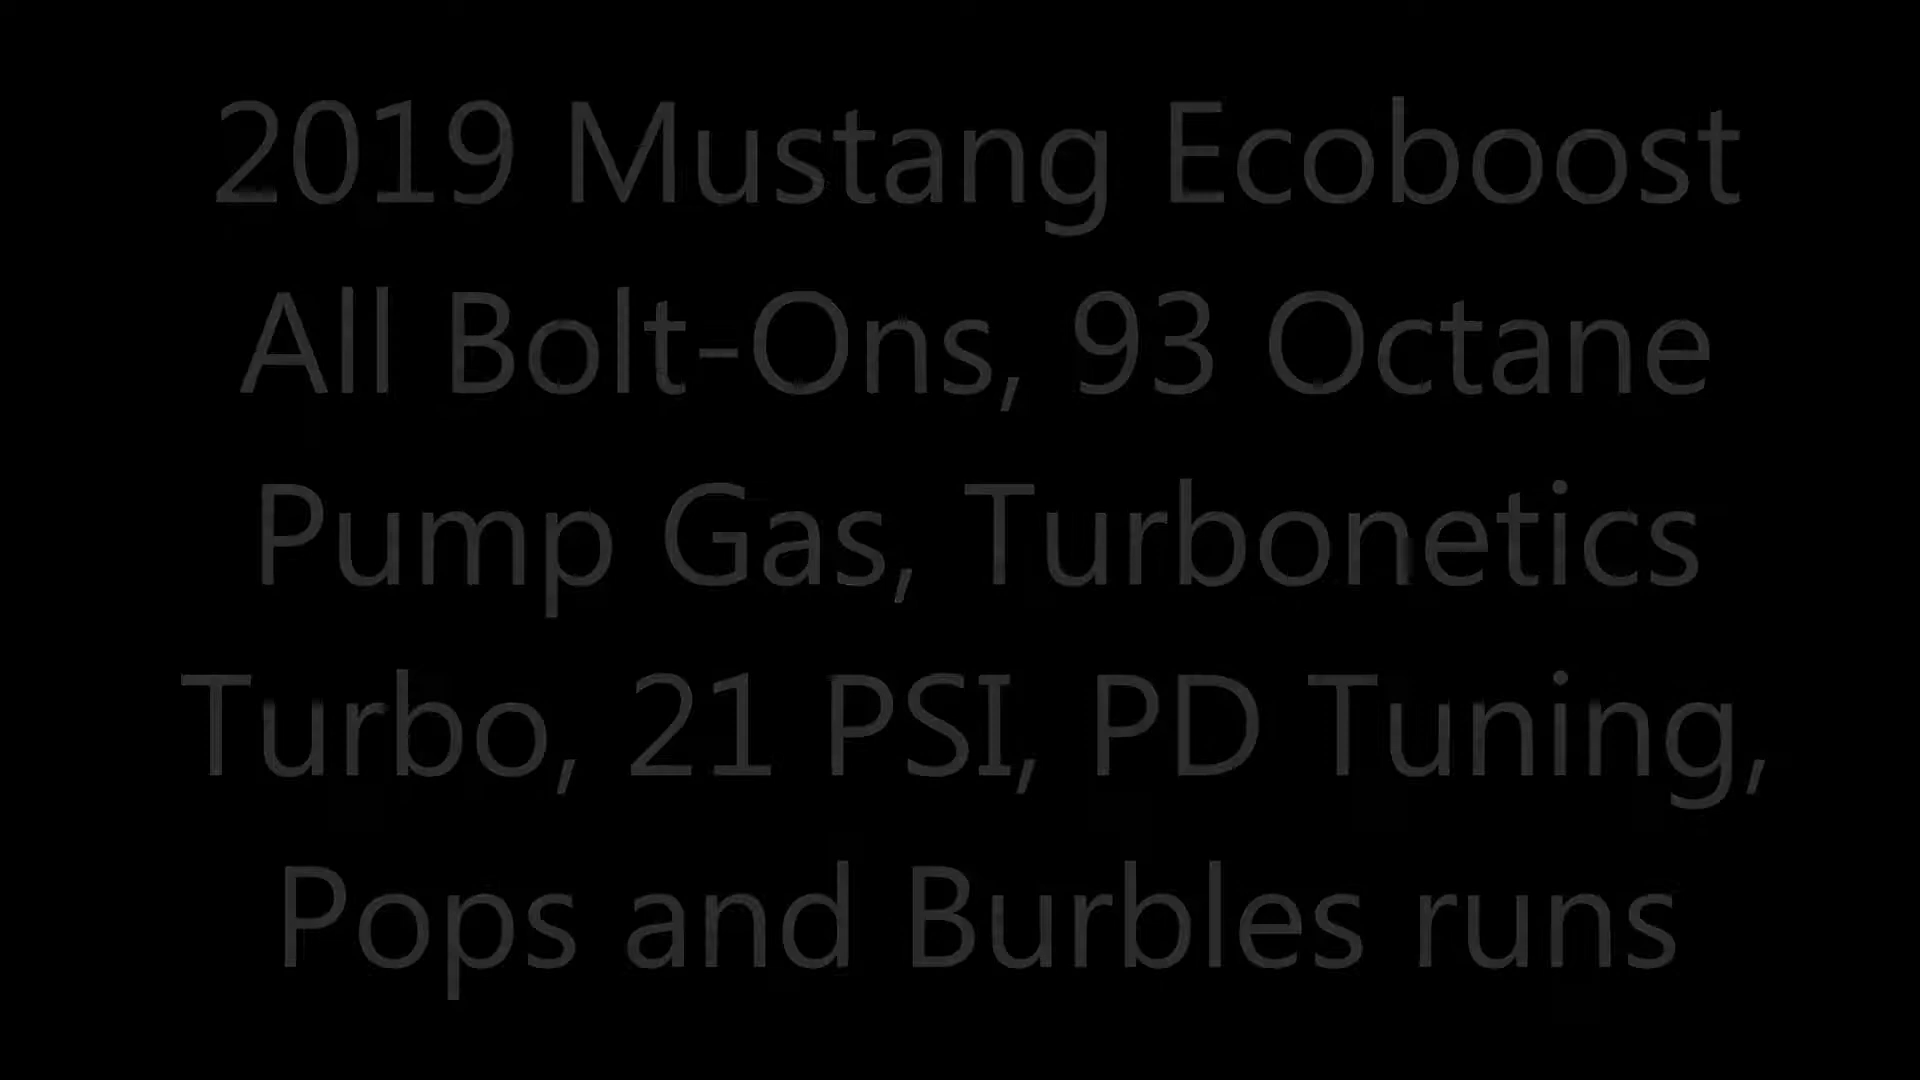 2019 Mustang Ecoboost
All Bolt-Ons, 93 Octane
Pump Gas, Turbonetics
Turbo, 21 PSI, PD Tuning,
Pops and Burbles runs